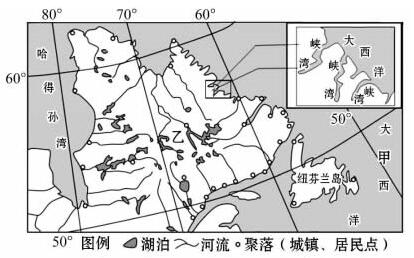 80°
70°
60°
60°
50°
50°
哈得孙湾
乙
大西洋
峡湾
峡湾
峡湾
大西洋
甲
纽芬兰岛
图例 湖泊 河流 聚落（城镇、居民点）